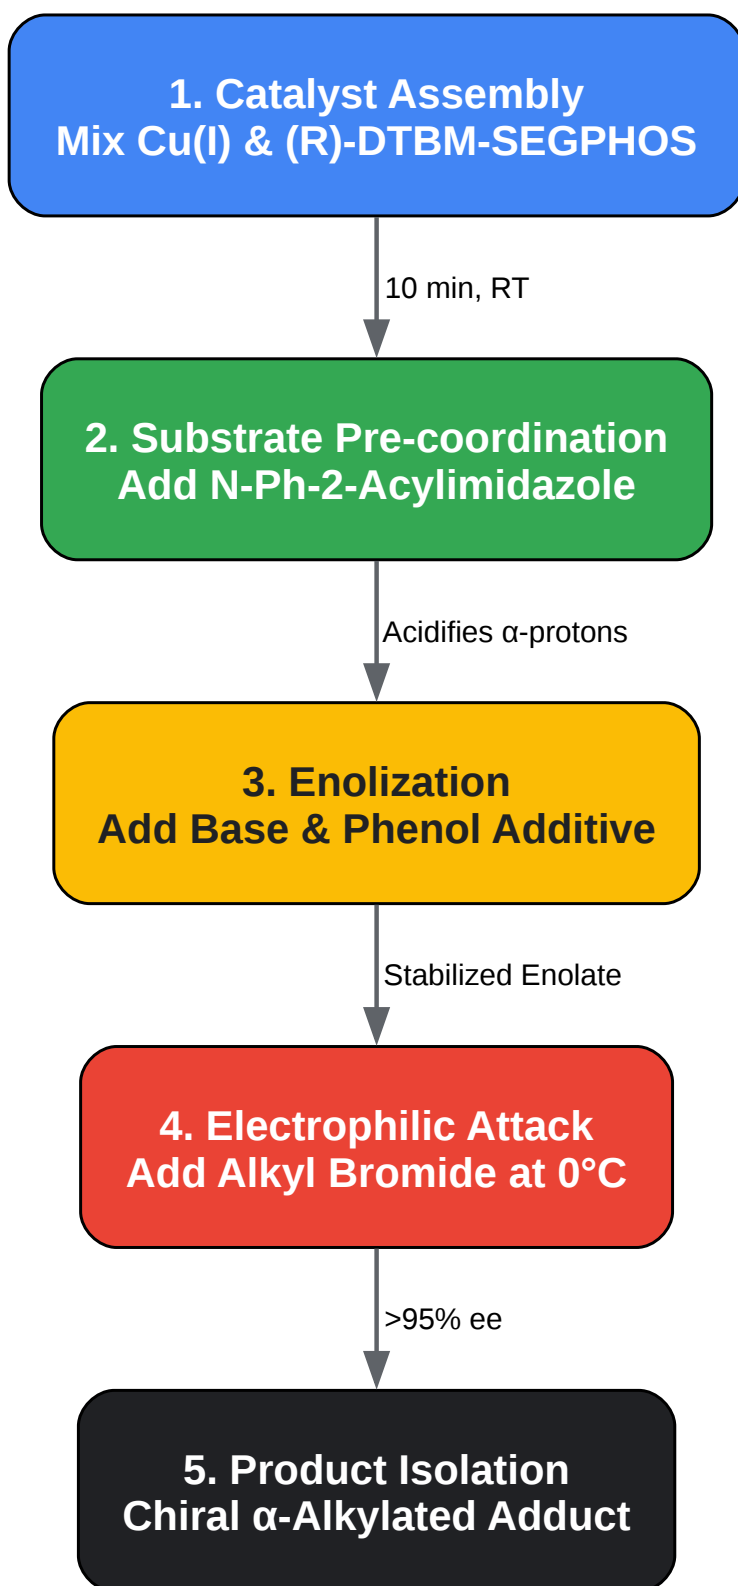 1. Catalyst Assembly
Mix Cu(I) & (R)-DTBM-SEGPHOS
10 min, RT
2. Substrate Pre-coordination
Add N-Ph-2-Acylimidazole
Acidifies α-protons
3. Enolization
Add Base & Phenol Additive
Stabilized Enolate
4. Electrophilic Attack
Add Alkyl Bromide at 0°C
>95% ee
5. Product Isolation
Chiral α-Alkylated Adduct